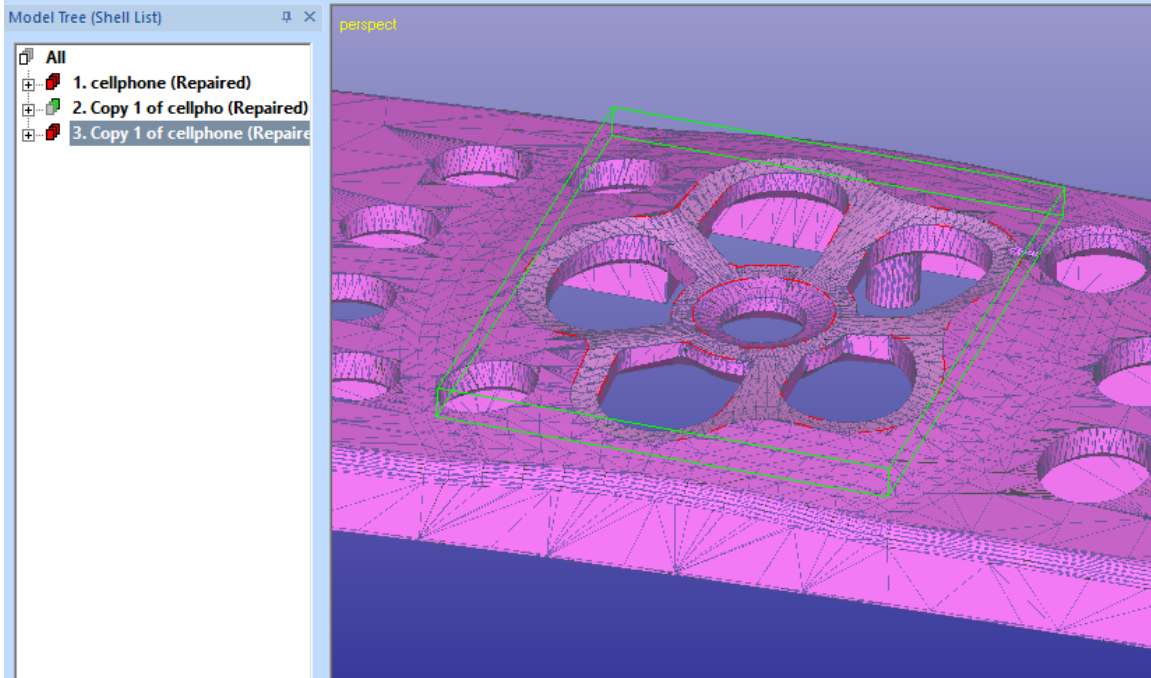 Model Tree (Shell List)
perspect
All
1. cellphone (Repaired)
2. Copy 1 of cellpho (Repaired)
3. Copy 1 of cellphone (Repaire